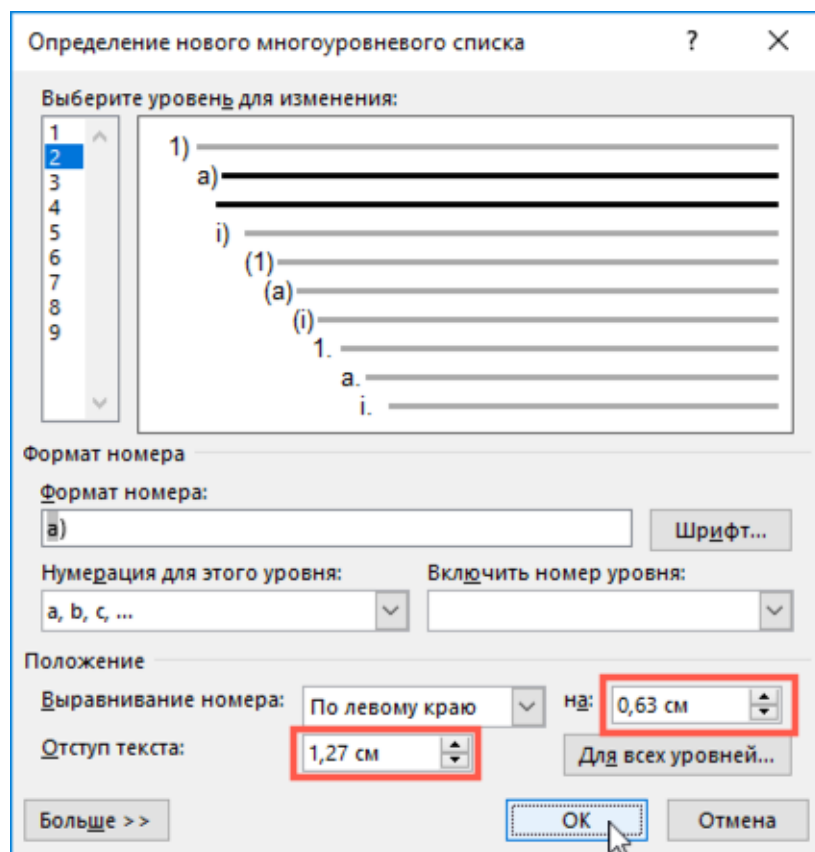 Определение нового многоуровневого списка ? ×
Выберите уровень для изменения:
1
2
3
4
5
6
7
8
9
1)
a)
i)
(1)
(a)
(i)
1.
a.
i.
Формат номера
Формат номера:
a) Шрифт...
Нумерация для этого уровня: Включить номер уровня:
a, b, c, ...
Положение
Выравнивание номера: По левому краю на: 0,63 см
Отступ текста: 1,27 см Для всех уровней...
Больше >> ОК Отмена